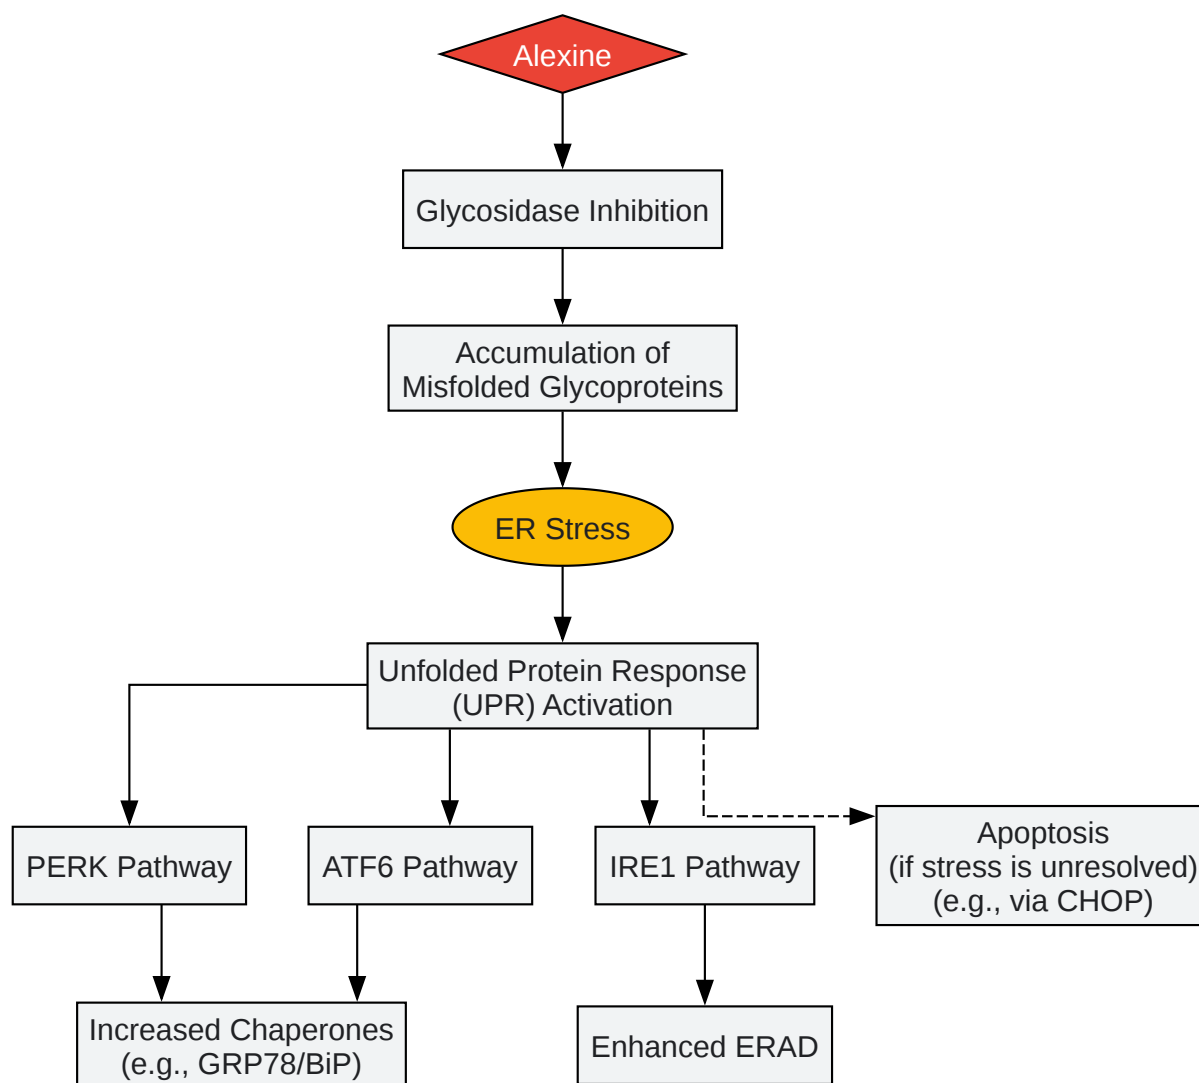 Alexine
Glycosidase Inhibition
Accumulation of
Misfolded Glycoproteins
ER Stress
Unfolded Protein Response
(UPR) Activation
PERK Pathway
ATF6 Pathway
IRE1 Pathway
Apoptosis
(if stress is unresolved)
(e.g., via CHOP)
Increased Chaperones
(e.g., GRP78/BiP)
Enhanced ERAD